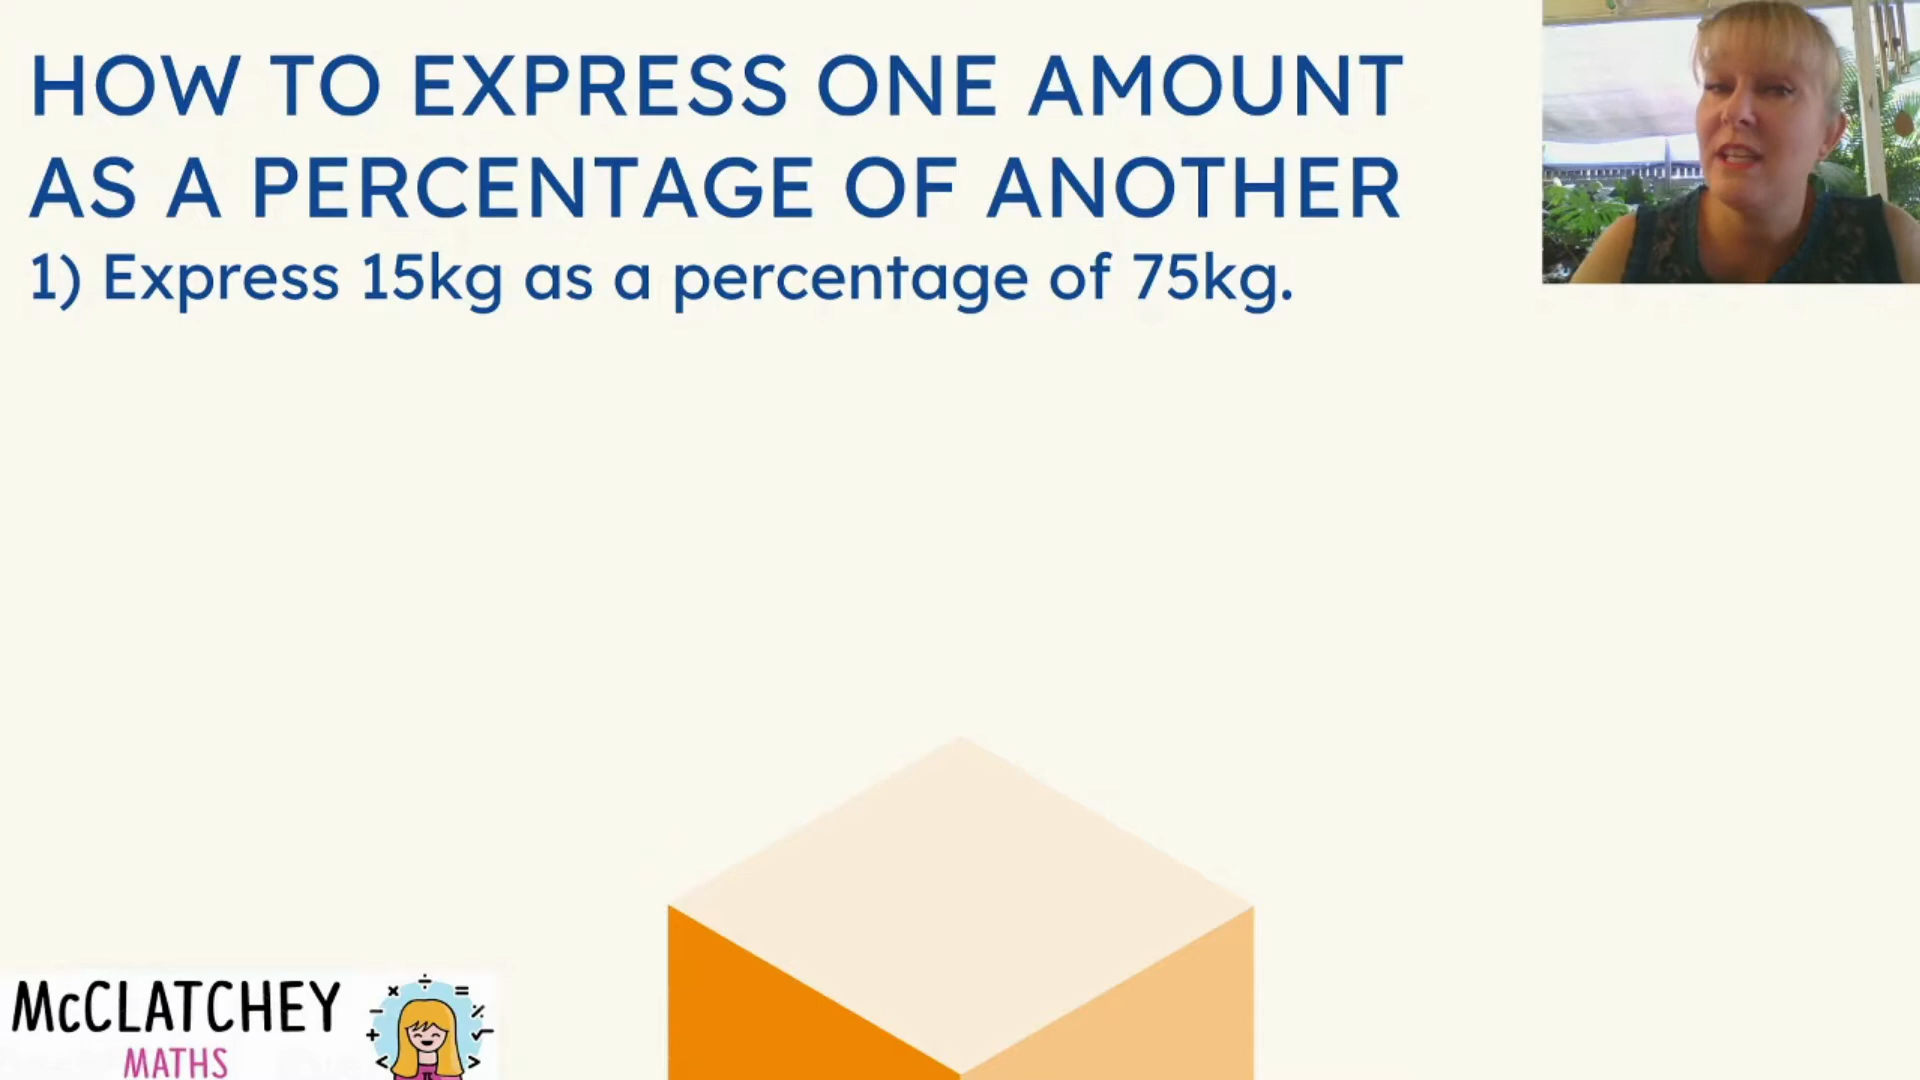 HOW TO EXPRESS ONE AMOUNT
AS A PERCENTAGE OF ANOTHER
1) Express 15kg as a percentage of 75kg.
McCLATCHEY
MATHS